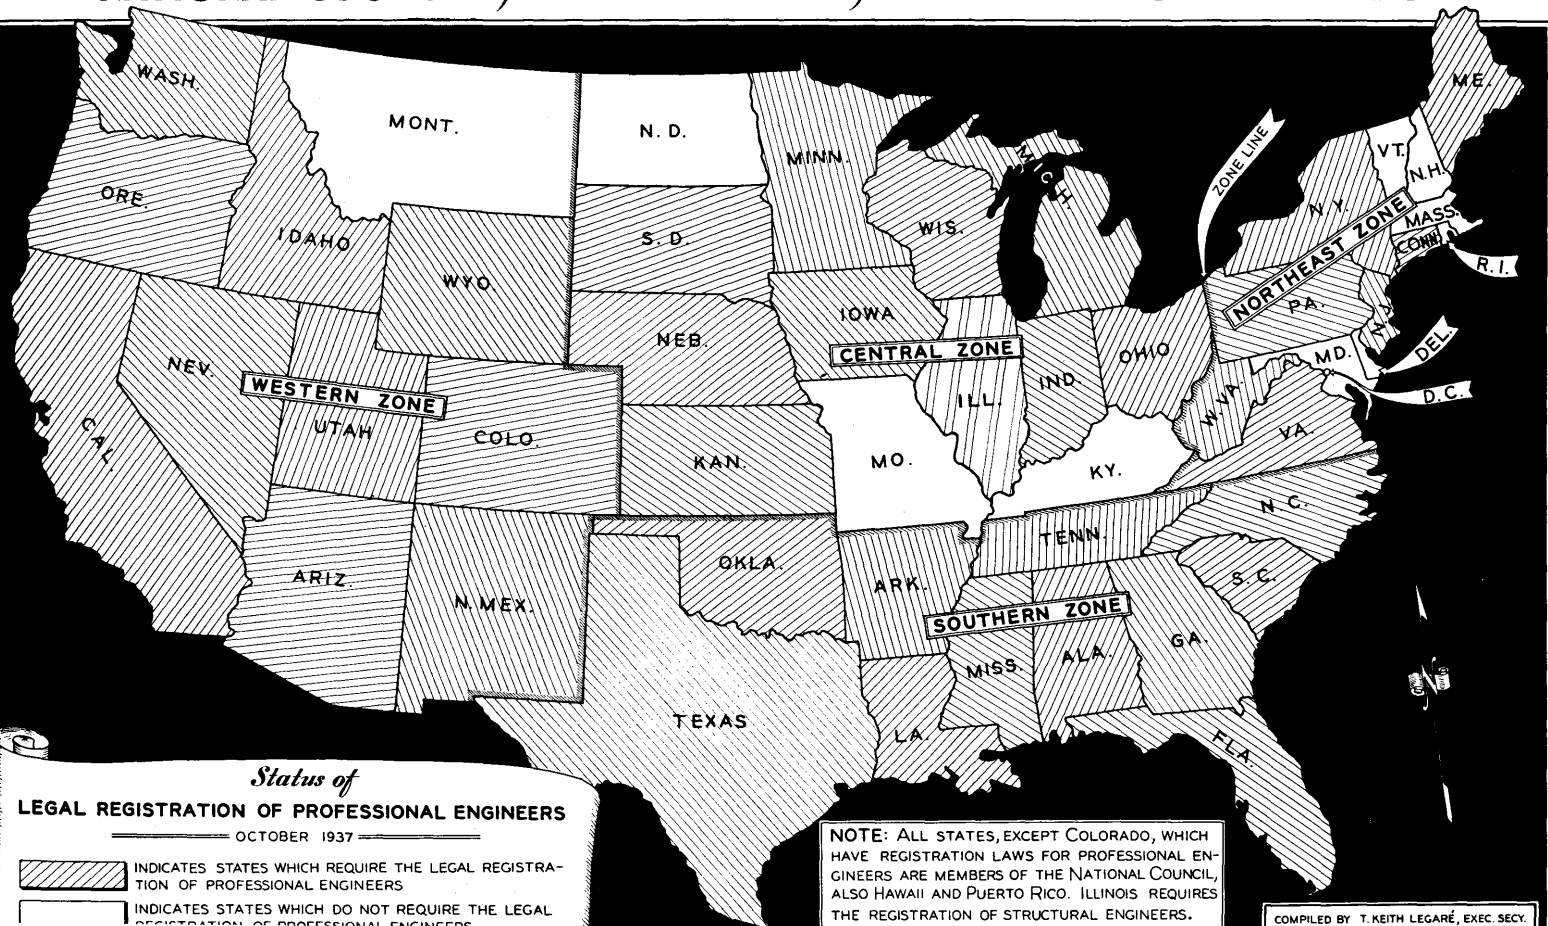 WASH.
MONT.
N. D.
MINN.
MICH.
ZONE LINE
ME.
VT.
N.H.
ORE.
IDAHO
WYO.
S. D.
WIS.
N.Y.
MASS.
CONN.
R. I.
NORTHEAST ZONE
PA.
N.J.
NEV.
NEB.
IOWA
CENTRAL ZONE
ILL.
IND.
OHIO
MD.
DEL.
D.C.
WESTERN ZONE
CAL.
UTAH
COLO.
KAN.
MO.
KY.
W.VA.
VA.
ARIZ.
N. MEX.
OKLA.
ARK.
TENN.
N. C.
S. C.
SOUTHERN ZONE
MISS.
ALA.
GA.
TEXAS
LA.
FLA.
N
Status of
LEGAL REGISTRATION OF PROFESSIONAL ENGINEERS
OCTOBER 1937
INDICATES STATES WHICH REQUIRE THE LEGAL REGISTRA-
TION OF PROFESSIONAL ENGINEERS
INDICATES STATES WHICH DO NOT REQUIRE THE LEGAL
REGISTRATION OF PROFESSIONAL ENGINEERS
NOTE: ALL STATES, EXCEPT COLORADO, WHICH
HAVE REGISTRATION LAWS FOR PROFESSIONAL EN-
GINEERS ARE MEMBERS OF THE NATIONAL COUNCIL,
ALSO HAWAII AND PUERTO RICO. ILLINOIS REQUIRES
THE REGISTRATION OF STRUCTURAL ENGINEERS.
COMPILED BY T. KEITH LEGARÉ, EXEC. SECY.